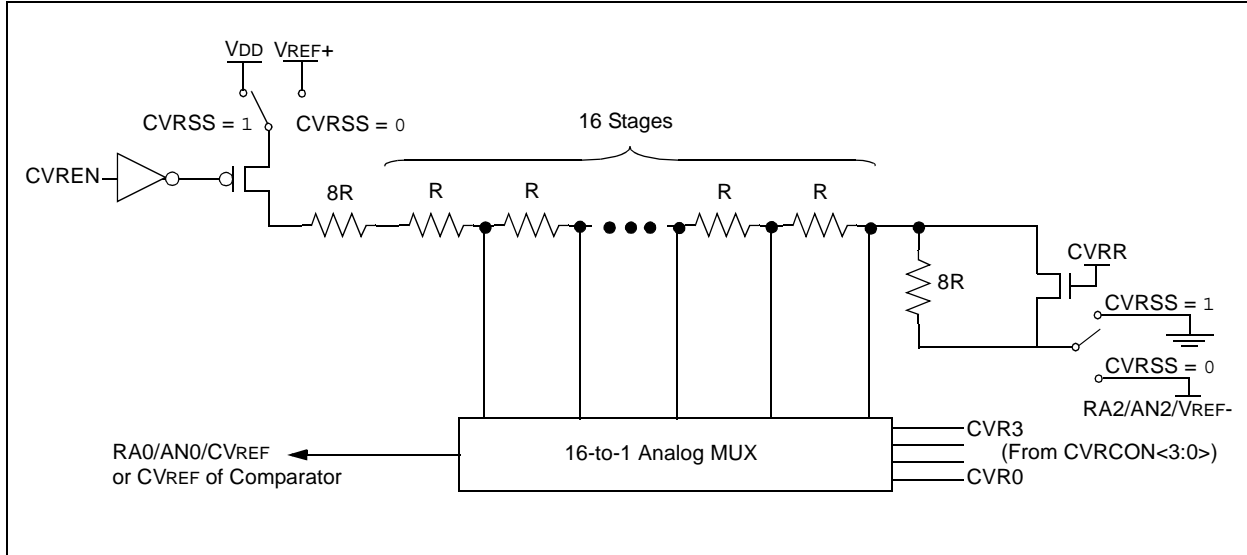 VDD VREF+
CVRSS = 1 CVRSS = 0
16 Stages
CVREN
8R R R R R
CVRR
8R
CVRSS = 1
CVRSS = 0
RA2/AN2/VREF-
RA0/AN0/CVREF
or CVREF of Comparator
16-to-1 Analog MUX
CVR3
(From CVRCON<3:0>)
CVR0